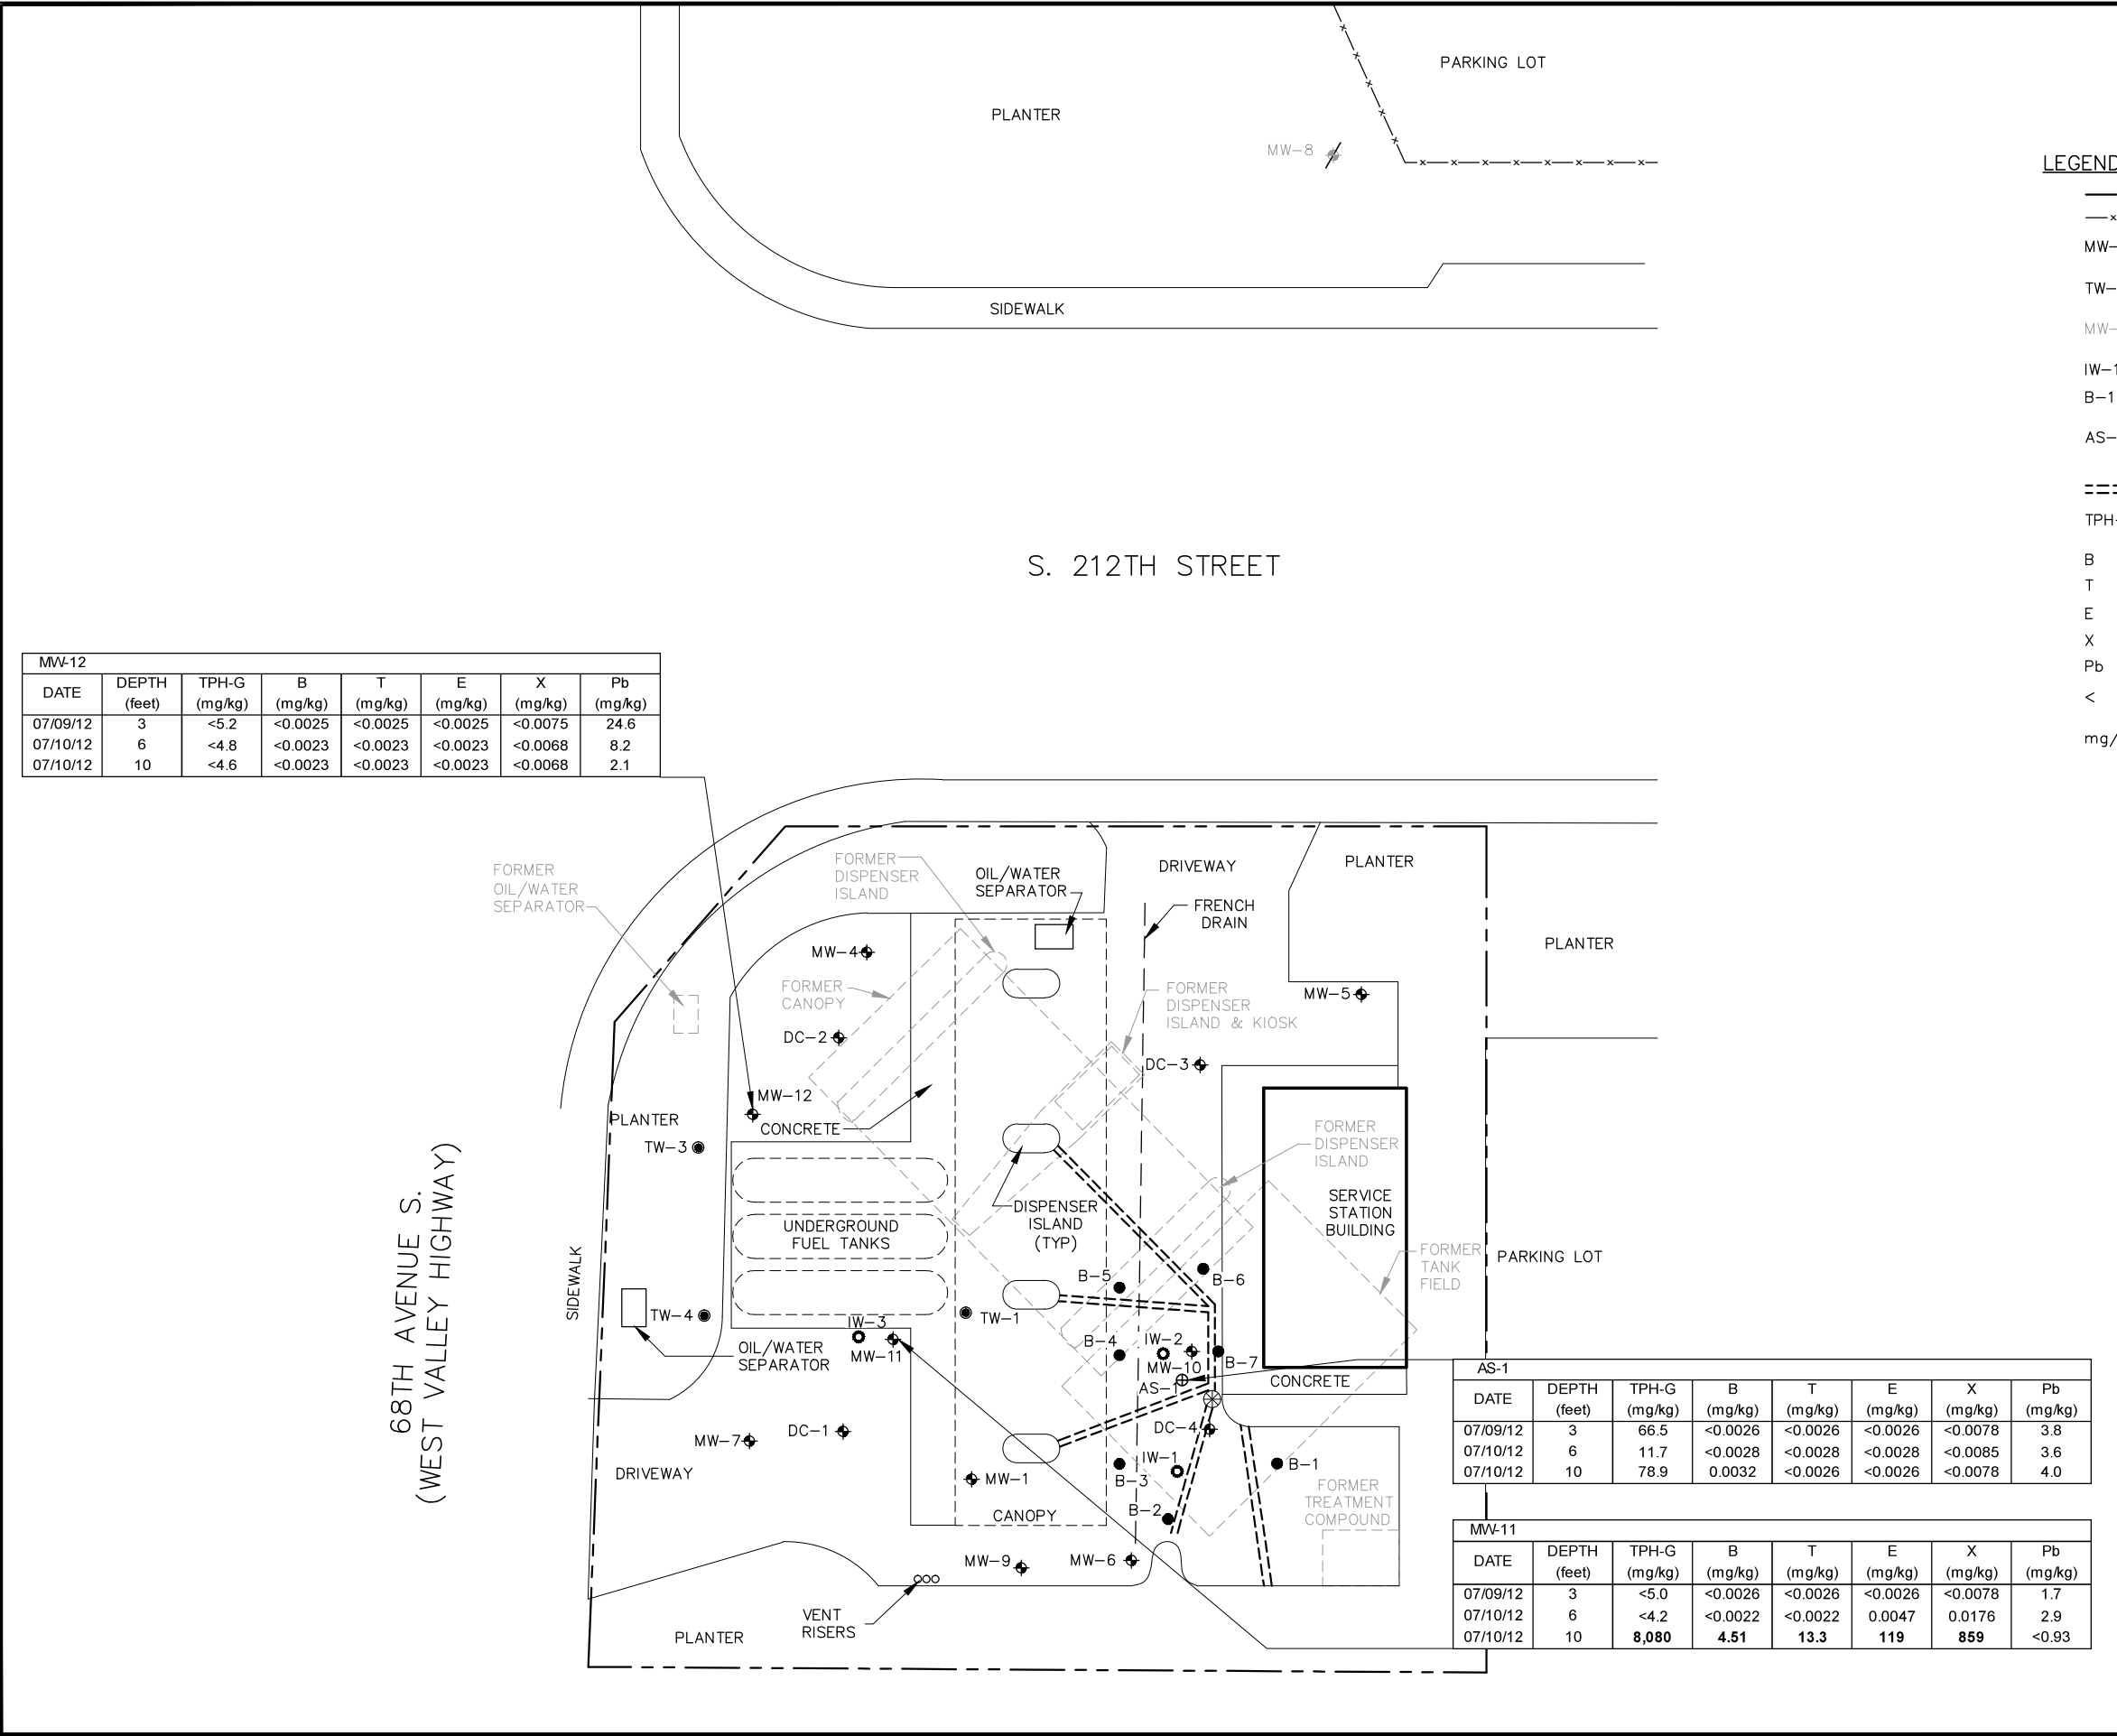 PARKING LOT
PLANTER
MW-8
LEGEND
MW-
TW-
MW-
IW-1
B-1
AS-
TPH-
B
T
E
X
Pb
<
mg/
SIDEWALK
S. 212TH STREET
MW-12
DATE DEPTH (feet) TPH-G (mg/kg) B (mg/kg) T (mg/kg) E (mg/kg) X (mg/kg) Pb (mg/kg)
07/09/12 3 <5.2 <0.0025 <0.0025 <0.0025 <0.0075 24.6
07/10/12 6 <4.8 <0.0023 <0.0023 <0.0023 <0.0068 8.2
07/10/12 10 <4.6 <0.0023 <0.0023 <0.0023 <0.0068 2.1
FORMER
OIL/WATER
SEPARATOR
FORMER
DISPENSER
ISLAND
OIL/WATER
SEPARATOR
DRIVEWAY
PLANTER
FRENCH
DRAIN
PLANTER
MW-4
FORMER
CANOPY
FORMER
DISPENSER
ISLAND & KIOSK
MW-5
DC-2
DC-3
MW-12
PLANTER
CONCRETE
TW-3
FORMER
DISPENSER
ISLAND
SERVICE
STATION
BUILDING
DISPENSER
ISLAND
(TYP)
UNDERGROUND
FUEL TANKS
68TH AVENUE S.
(WEST VALLEY HIGHWAY)
SIDEWALK
FORMER
TANK
FIELD
PARKING LOT
B-5
B-6
TW-4
TW-1
IW-3
MW-11
OIL/WATER
SEPARATOR
B-4
IW-2
MW-10
B-7
AS-1
CONCRETE
AS-1
DATE DEPTH (feet) TPH-G (mg/kg) B (mg/kg) T (mg/kg) E (mg/kg) X (mg/kg) Pb (mg/kg)
07/09/12 3 66.5 <0.0026 <0.0026 <0.0026 <0.0078 3.8
07/10/12 6 11.7 <0.0028 <0.0028 <0.0028 <0.0085 3.6
07/10/12 10 78.9 0.0032 <0.0026 <0.0026 <0.0078 4.0
MW-7
DC-1
DC-4
DRIVEWAY
MW-1
IW-1
B-3
B-1
B-2
CANOPY
FORMER
TREATMENT
COMPOUND
MW-9
MW-6
MW-11
DATE DEPTH (feet) TPH-G (mg/kg) B (mg/kg) T (mg/kg) E (mg/kg) X (mg/kg) Pb (mg/kg)
07/09/12 3 <5.0 <0.0026 <0.0026 <0.0026 <0.0078 1.7
07/10/12 6 <4.2 <0.0022 <0.0022 0.0047 0.0176 2.9
07/10/12 10 8,080 4.51 13.3 119 859 <0.93
VENT
RISERS
PLANTER